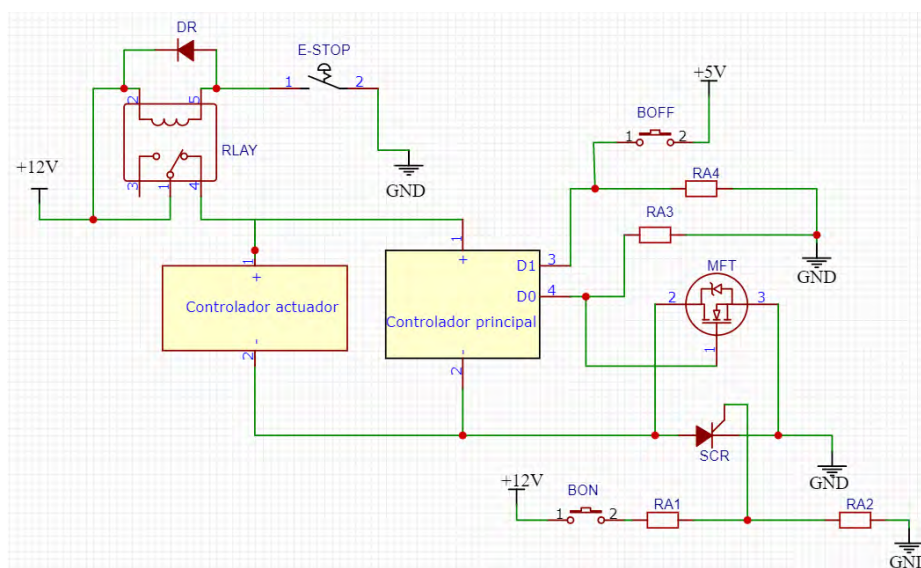 DR
E-STOP
1
2
+5V
BOFF
1
2
2
5
RLAY
+12V
3
1
4
GND
RA4
RA3
GND
1
+
Controlador actuador
-
2
1
+
D1
3
D0
4
Controlador principal
-
2
MFT
2
3
1
SCR
GND
+12V
BON
1
2
RA1
RA2
GND